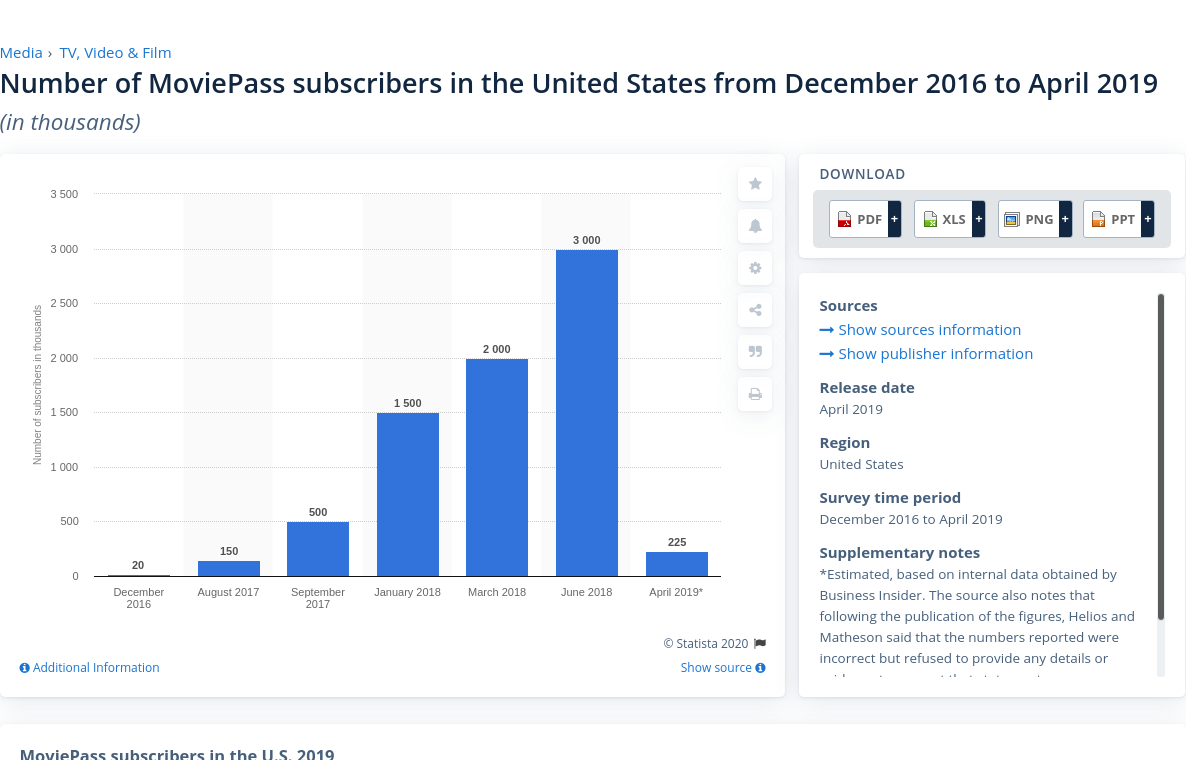 Media › TV, Video & Film
Number of MoviePass subscribers in the United States from December 2016 to April 2019
(in thousands)
3 500
3 000
2 500
2 000
1 500
1 000
500
0
Number of subscribers in thousands
20
150
500
1 500
2 000
3 000
225
December
2016
August 2017
September
2017
January 2018
March 2018
June 2018
April 2019*
© Statista 2020
Additional Information
Show source
DOWNLOAD
PDF +
XLS +
PNG +
PPT +
Sources
Show sources information
Show publisher information
Release date
April 2019
Region
United States
Survey time period
December 2016 to April 2019
Supplementary notes
*Estimated, based on internal data obtained by
Business Insider. The source also notes that
following the publication of the figures, Helios and
Matheson said that the numbers reported were
incorrect but refused to provide any details or
MoviePass subscribers in the U.S. 2019